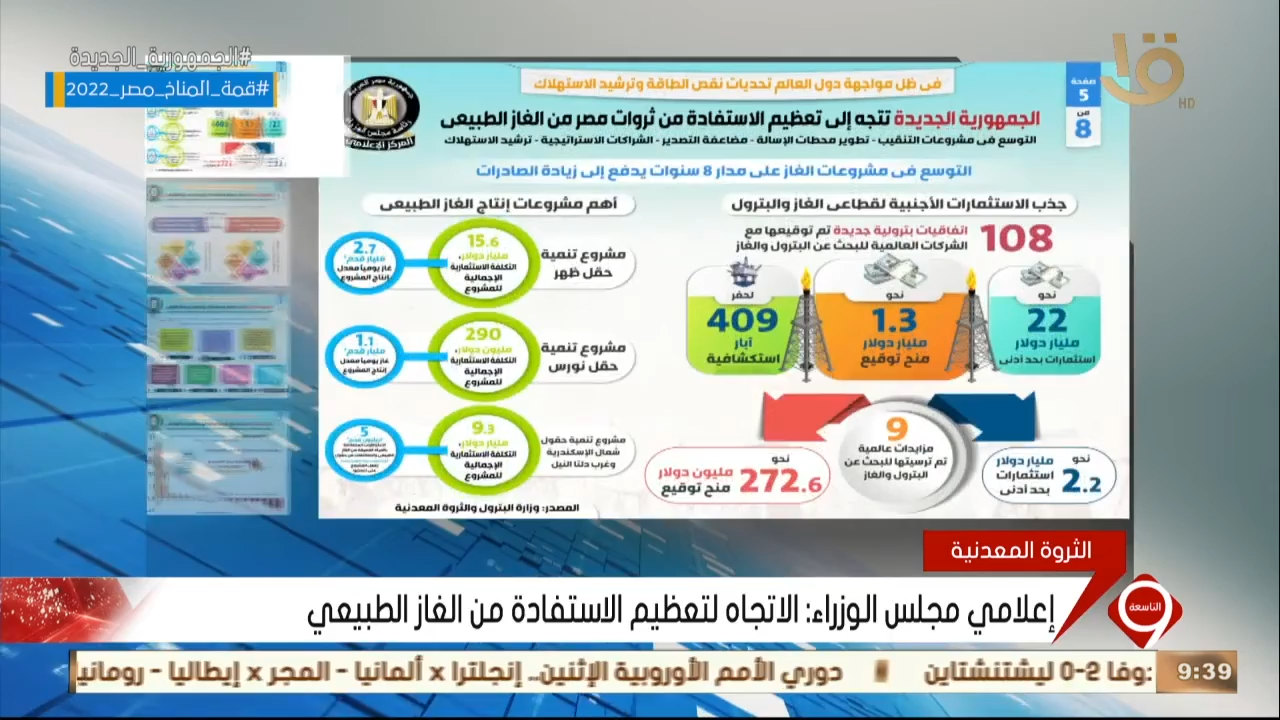 #الجمهورية_الجديدة
#قمة_المناخ_مصر_2022
HD
صفحة
5
من
8
فى ظل مواجهة دول العالم تحديات نقص الطاقة وترشيد الاستهلاك
الجمهورية الجديدة تتجه إلى تعظيم الاستفادة من ثروات مصر من الغاز الطبيعى
التوسع فى مشروعات التنقيب - تطوير محطات الإسالة - مضاعفة التصدير - الشراكات الاستراتيجية - ترشيد الاستهلاك
التوسع فى مشروعات الغاز على مدار 8 سنوات يدفع إلى زيادة الصادرات
جذب الاستثمارات الأجنبية لقطاعى الغاز والبترول
108
اتفاقيات بترولية جديدة تم توقيعها مع
الشركات العالمية للبحث عن البترول والغاز
نحو
22
مليار دولار
استثمارات بحد أدنى
نحو
1.3
مليار دولار
منح توقيع
لحفر
409
آبار
استكشافية
9
مزايدات عالمية
تم ترسيتها للبحث عن
البترول والغاز
نحو
2.2
مليار دولار
استثمارات
بحد أدنى
نحو
272.6
مليون دولار
منح توقيع
أهم مشروعات إنتاج الغاز الطبيعى
مشروع تنمية
حقل ظهر
15.6
مليار دولار،
التكلفة الاستثمارية
الإجمالية
للمشروع
2.7
مليار قدم³
غاز يومياً معدل
إنتاج المشروع
مشروع تنمية
حقل نورس
290
مليون دولار،
التكلفة الاستثمارية
الإجمالية
للمشروع
1.1
مليار قدم³
غاز يومياً معدل
إنتاج المشروع
مشروع تنمية حقول
شمال الإسكندرية
وغرب دلتا النيل
9.3
مليار دولار،
التكلفة الاستثمارية
الإجمالية
للمشروع
5
المصدر: وزارة البترول والثروة المعدنية
الثروة المعدنية
التاسعة
إعلامي مجلس الوزراء: الاتجاه لتعظيم الاستفادة من الغاز الطبيعي
9:39
وفا 2-0 ليشتنشتاين
دوري الأمم الأوروبية الإثنين.. إنجلترا x ألمانيا - المجر x إيطاليا - رومانيا